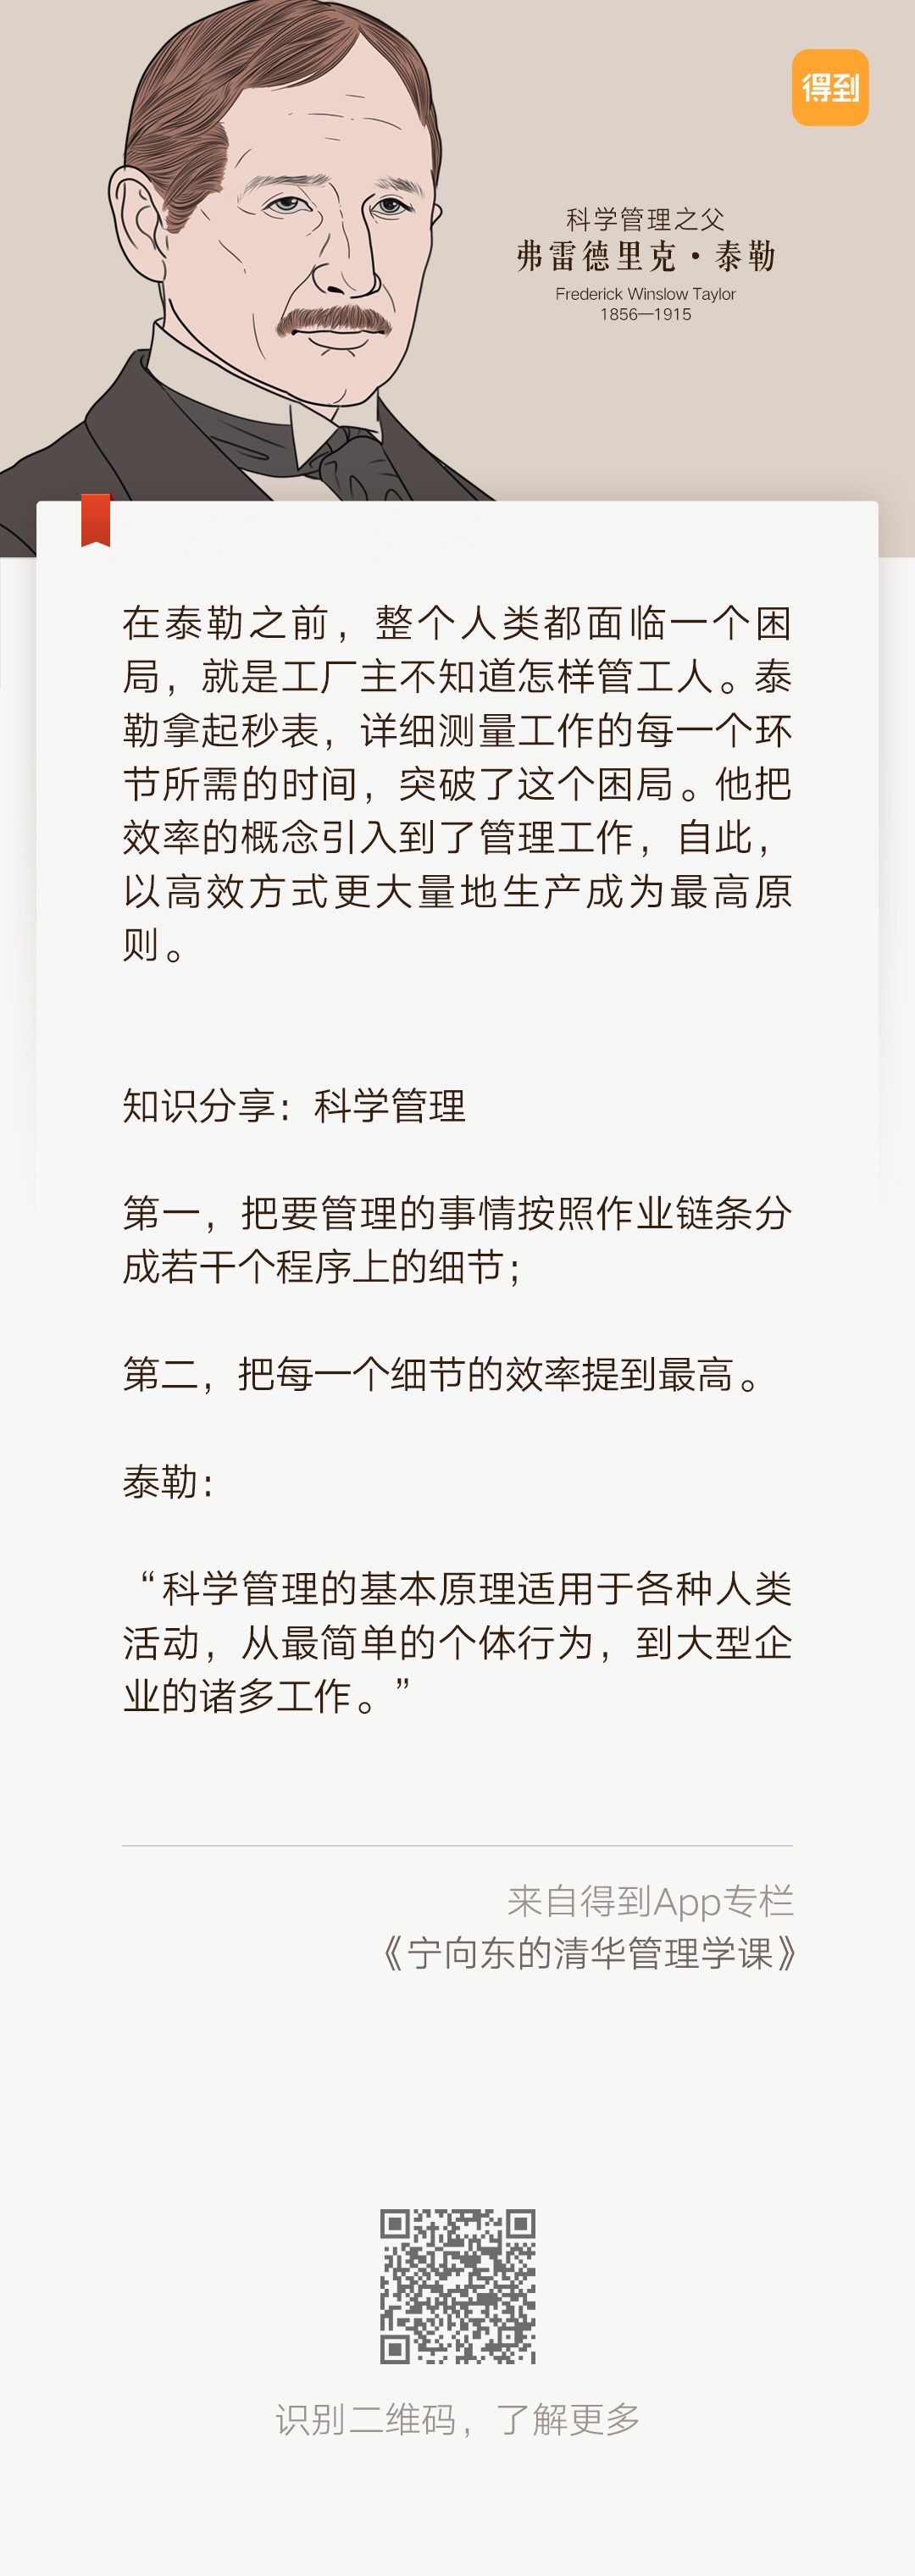 得到
科学管理之父
弗雷德里克·泰勒
Frederick Winslow Taylor
1856—1915
在泰勒之前，整个人类都面临一个困
局，就是工厂主不知道怎样管工人。泰
勒拿起秒表，详细测量工作的每一个环
节所需的时间，突破了这个困局。他把
效率的概念引入到了管理工作，自此，
以高效方式更大量地生产成为最高原
则。
知识分享：科学管理
第一，把要管理的事情按照作业链条分
成若干个程序上的细节；
第二，把每一个细节的效率提到最高。
泰勒：
“科学管理的基本原理适用于各种人类
活动，从最简单的个体行为，到大型企
业的诸多工作。”
来自得到App专栏
《宁向东的清华管理学课》
识别二维码，了解更多